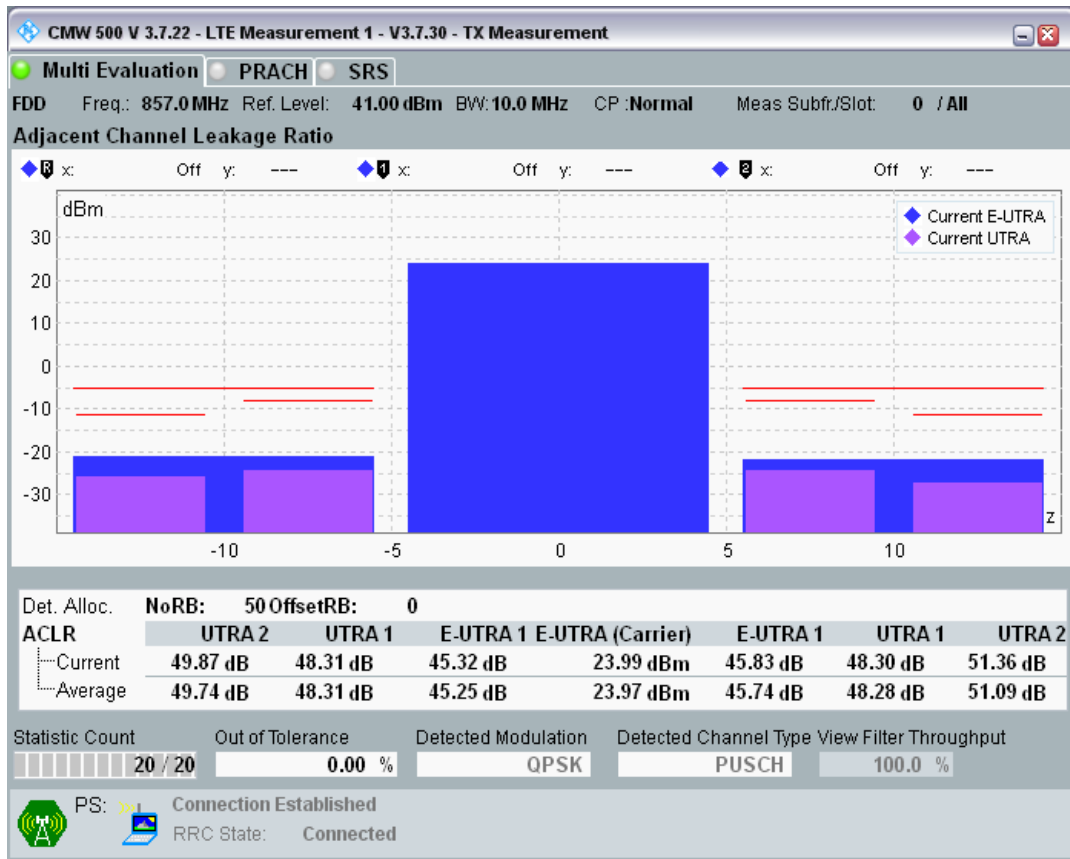 CMW 500 V 3.7.22 - LTE Measurement 1 - V3.7.30 - TX Measurement
Multi Evaluation PRACH SRS
FDD Freq.: 857.0 MHz Ref. Level: 41.00 dBm BW: 10.0 MHz CP :Normal Meas Subfr./Slot: 0 / All
Adjacent Channel Leakage Ratio
R x: Off y: --- 1 x: Off y: --- 2 x: Off y: ---
dBm
Current E-UTRA
Current UTRA
30
20
10
0
-10
-20
-30
z
-10 -5 0 5 10
Det. Alloc. NoRB: 50 OffsetRB: 0
ACLR UTRA 2 UTRA 1 E-UTRA 1 E-UTRA (Carrier) E-UTRA 1 UTRA 1 UTRA 2
Current 49.87 dB 48.31 dB 45.32 dB 23.99 dBm 45.83 dB 48.30 dB 51.36 dB
Average 49.74 dB 48.31 dB 45.25 dB 23.97 dBm 45.74 dB 48.28 dB 51.09 dB
Statistic Count Out of Tolerance Detected Modulation Detected Channel Type View Filter Throughput
20 / 20 0.00 % QPSK PUSCH 100.0 %
PS: Connection Established
RRC State: Connected